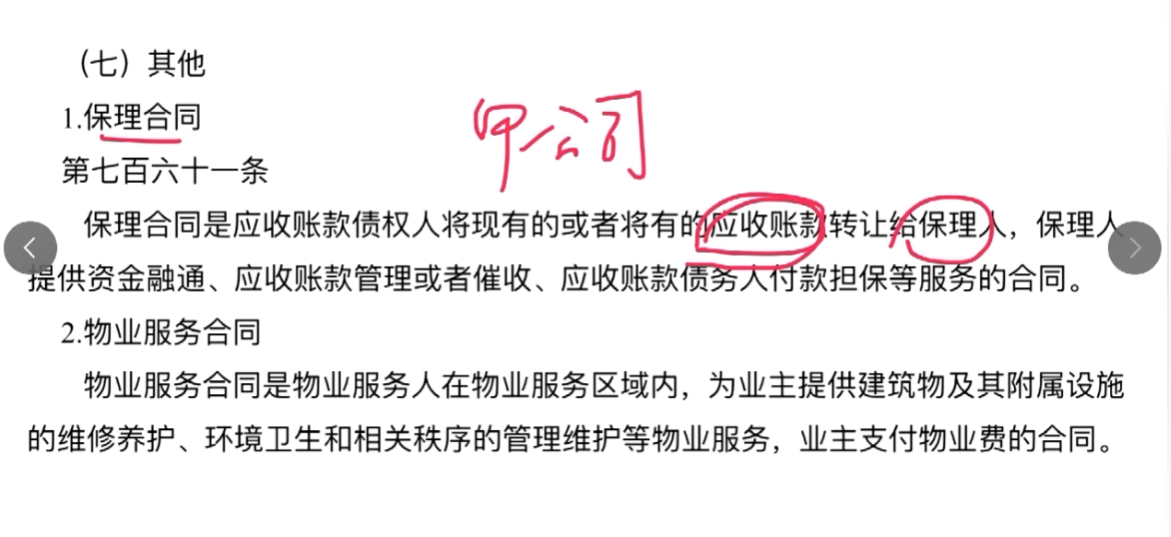 （七）其他
1.保理合同
甲公司
第七百六十一条
保理合同是应收账款债权人将现有的或者将有的应收账款转让给保理人，保理人
提供资金融通、应收账款管理或者催收、应收账款债务人付款担保等服务的合同。
2.物业服务合同
物业服务合同是物业服务人在物业服务区域内，为业主提供建筑物及其附属设施
的维修养护、环境卫生和相关秩序的管理维护等物业服务，业主支付物业费的合同。